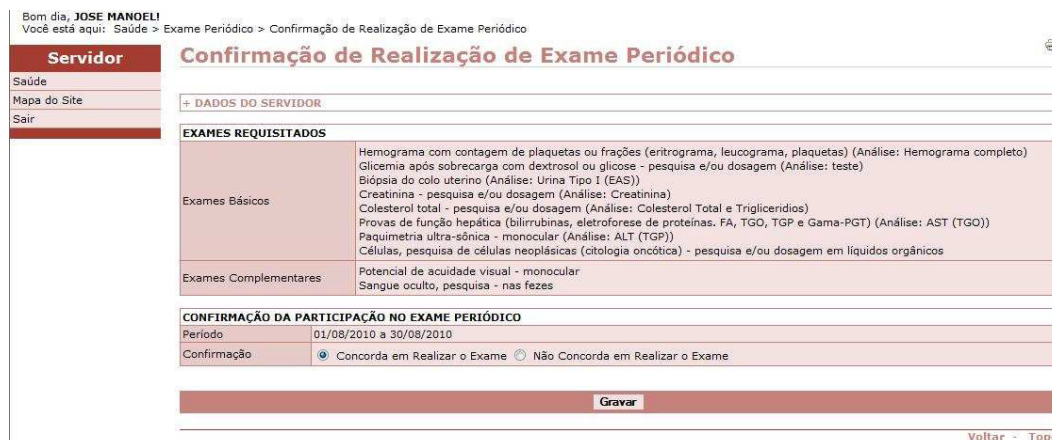 Bom dia, JOSE MANOEL!
Você está aqui: Saúde > Exame Periódico > Confirmação de Realização de Exame Periódico
Servidor
Saúde
Mapa do Site
Sair
Confirmação de Realização de Exame Periódico
+ DADOS DO SERVIDOR
EXAMES REQUISITADOS
Exames Básicos
Hemograma com contagem de plaquetas ou frações (eritrograma, leucograma, plaquetas) (Análise: Hemograma completo)
Glicemia após sobrecarga com dextrosol ou glicose - pesquisa e/ou dosagem (Análise: teste)
Biópsia do colo uterino (Análise: Urina Tipo I (EAS))
Creatinina - pesquisa e/ou dosagem (Análise: Creatinina)
Colesterol total - pesquisa e/ou dosagem (Análise: Colesterol Total e Trigliceridios)
Provas de função hepática (bilirrubinas, eletroforese de proteínas. FA, TGO, TGP e Gama-PGT) (Análise: AST (TGO))
Paquimetria ultra-sônica - monocular (Análise: ALT (TGP))
Células, pesquisa de células neoplásicas (citologia oncótica) - pesquisa e/ou dosagem em líquidos orgânicos
Exames Complementares
Potencial de acuidade visual - monocular
Sangue oculto, pesquisa - nas fezes
CONFIRMAÇÃO DA PARTICIPAÇÃO NO EXAME PERIÓDICO
Período 01/08/2010 a 30/08/2010
Confirmação Concorda em Realizar o Exame Não Concorda em Realizar o Exame
Gravar
Voltar - Top